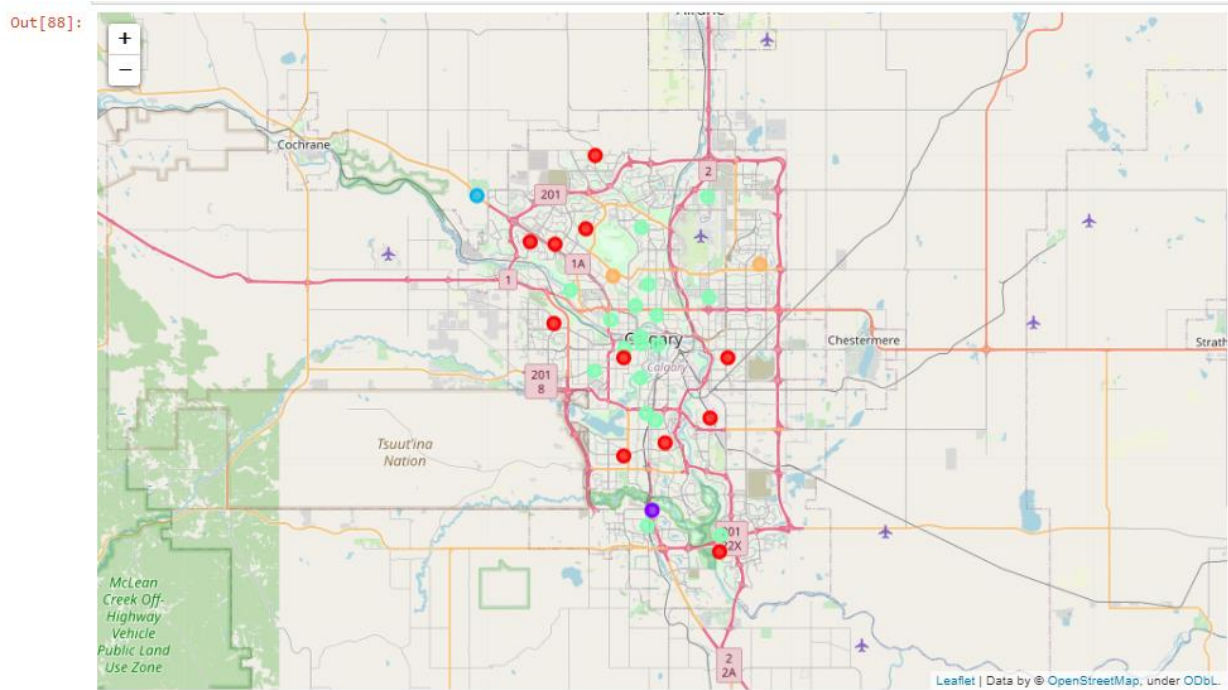 Out[88]:
+
−
Cochrane
2
201
1A
1
Calgary
Calgary
Chestermere
Strath
201
8
Tsuut'ina
Nation
201
22X
McLean
Creek Off-
Highway
Vehicle
Public Land
Use Zone
2
2A
Leaflet | Data by © OpenStreetMap, under ODbL.